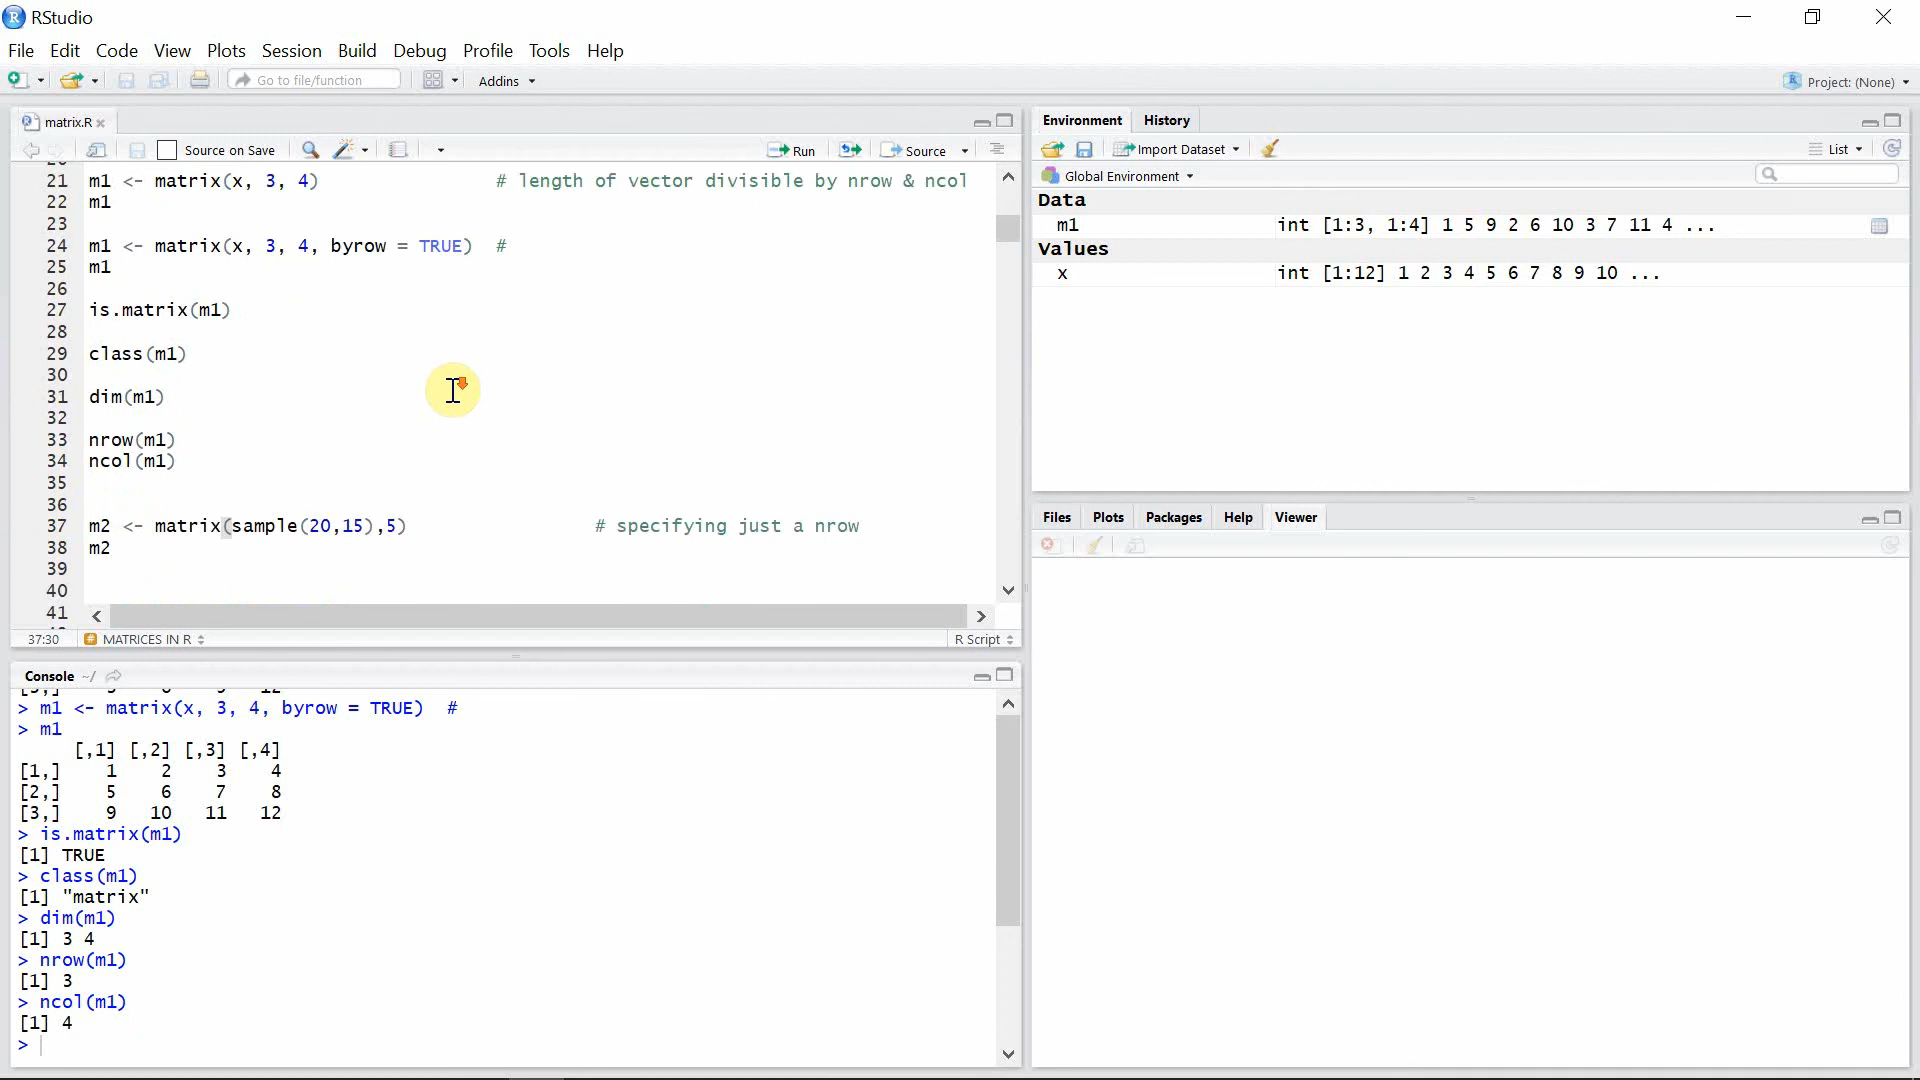 RStudio
File Edit Code View Plots Session Build Debug Profile Tools Help
Go to file/function Addins Project: (None)
matrix.R
Source on Save Run Source
21 m1 <- matrix(x, 3, 4) # length of vector divisible by nrow & ncol
22 m1
23
24 m1 <- matrix(x, 3, 4, byrow = TRUE) #
25 m1
26
27 is.matrix(m1)
28
29 class(m1)
30
31 dim(m1)
32
33 nrow(m1)
34 ncol(m1)
35
36
37 m2 <- matrix(sample(20,15),5) # specifying just a nrow
38 m2
39
40
41
37:30 MATRICES IN R R Script
Console ~/
> m1 <- matrix(x, 3, 4, byrow = TRUE) #
> m1
[,1] [,2] [,3] [,4]
[1,] 1 2 3 4
[2,] 5 6 7 8
[3,] 9 10 11 12
> is.matrix(m1)
[1] TRUE
> class(m1)
[1] "matrix"
> dim(m1)
[1] 3 4
> nrow(m1)
[1] 3
> ncol(m1)
[1] 4
>
Environment History
Import Dataset List
Global Environment
Data
m1 int [1:3, 1:4] 1 5 9 2 6 10 3 7 11 4 ...
Values
x int [1:12] 1 2 3 4 5 6 7 8 9 10 ...
Files Plots Packages Help Viewer